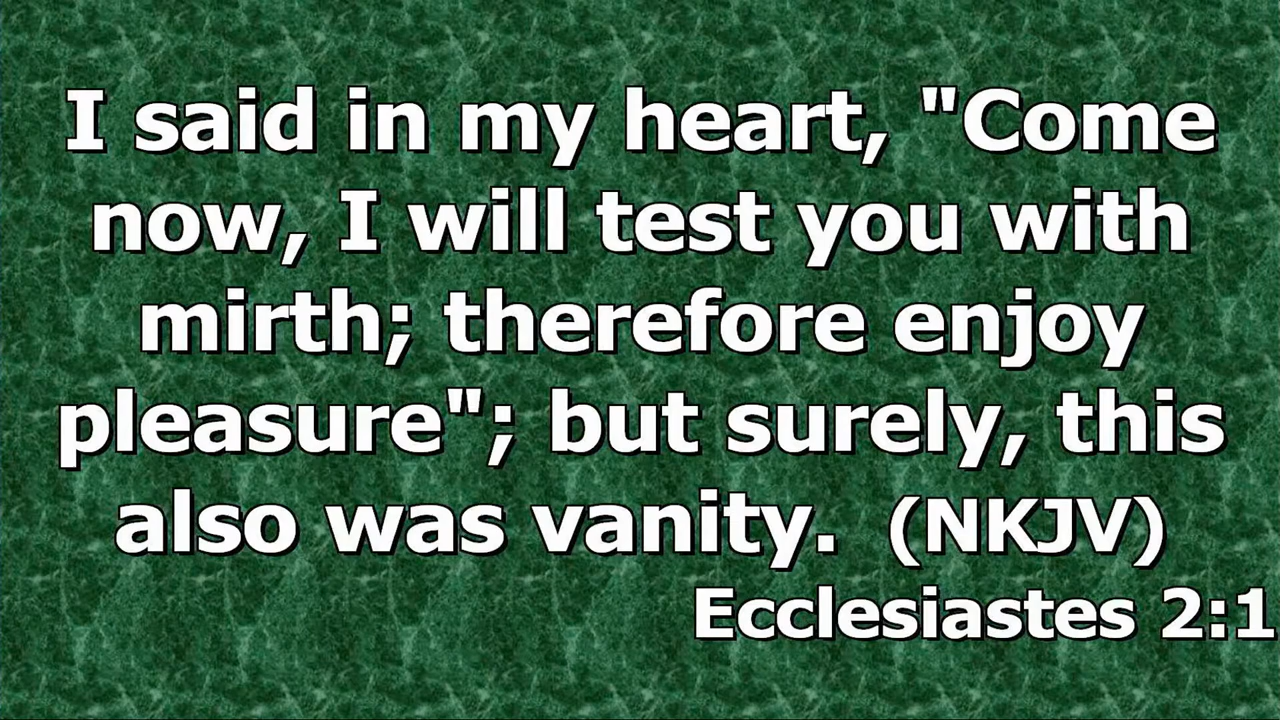 I said in my heart, "Come
now, I will test you with
mirth; therefore enjoy
pleasure"; but surely, this
also was vanity. (NKJV)
Ecclesiastes 2:1